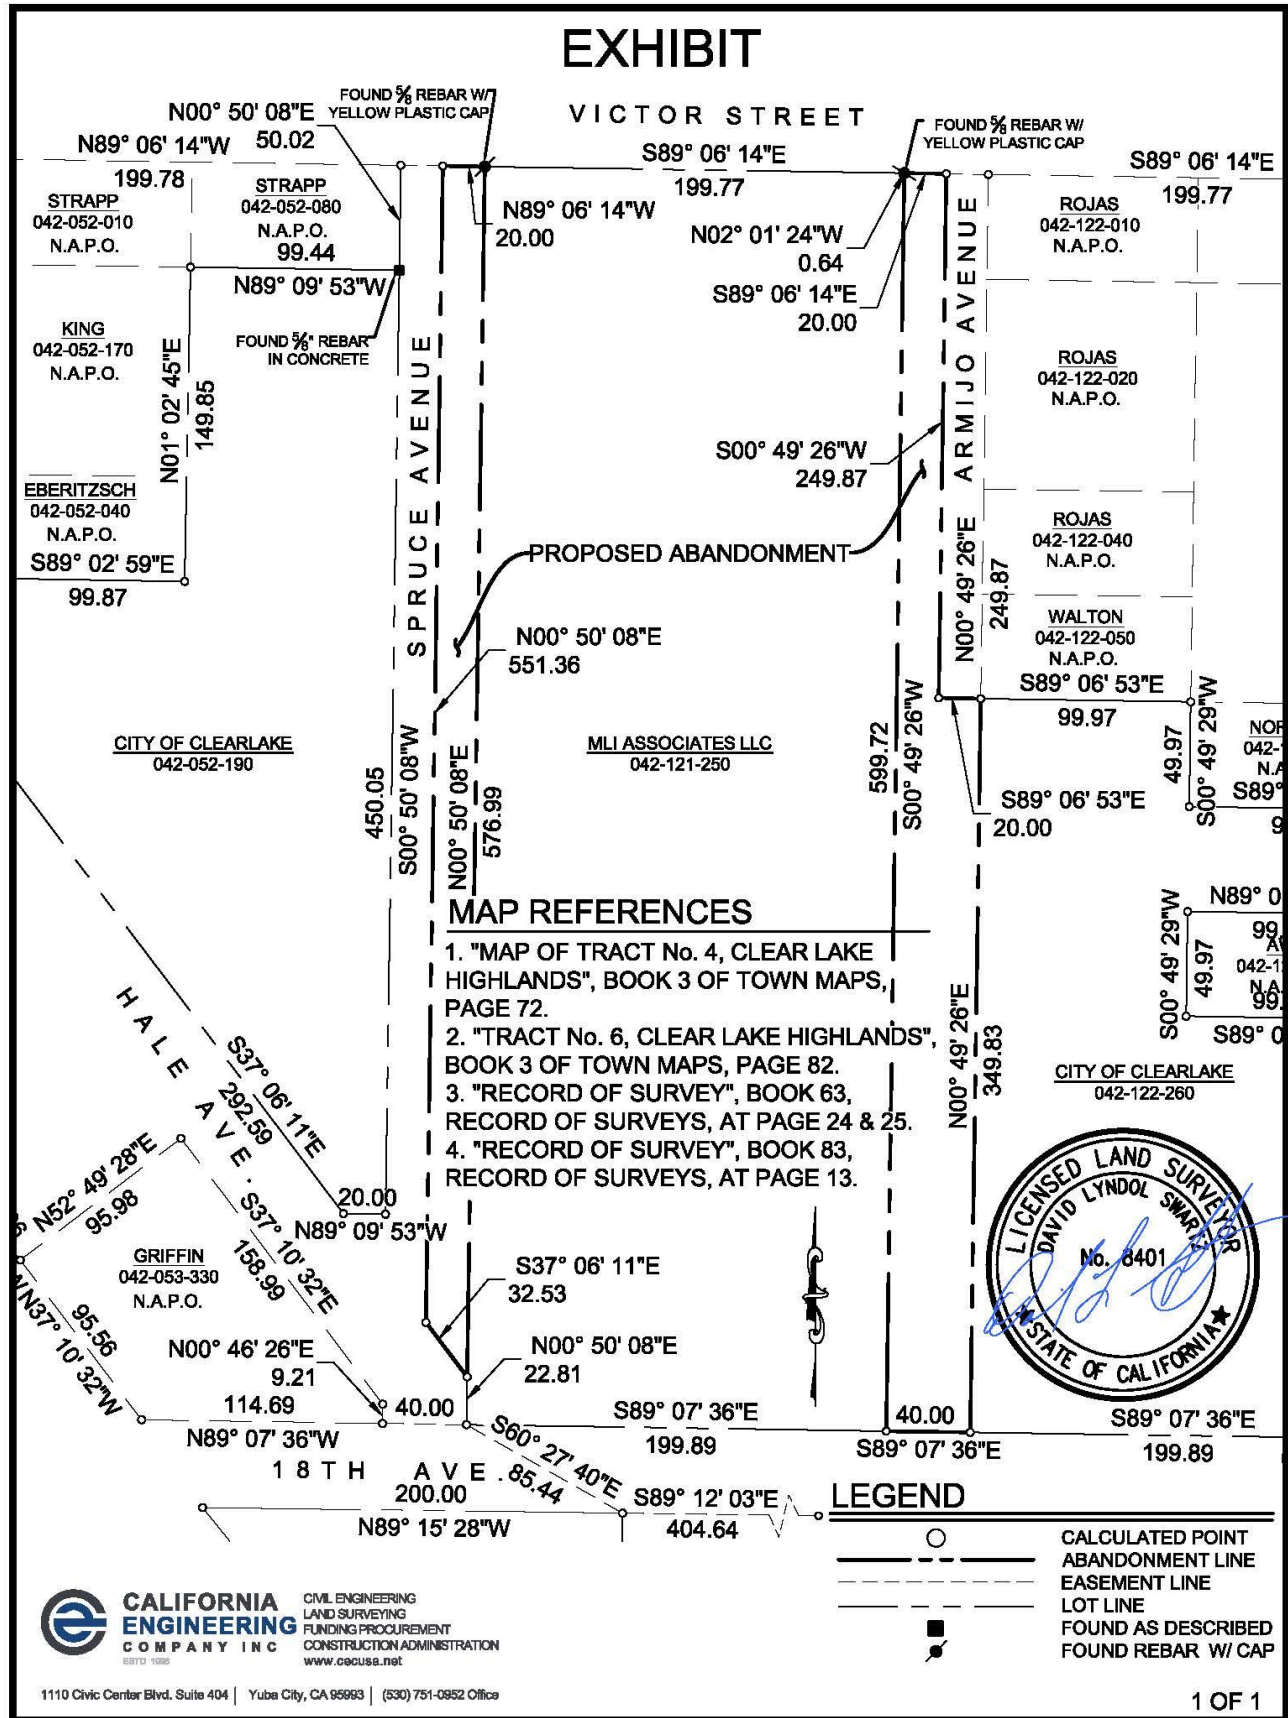 EXHIBIT
FOUND ⅝ REBAR W/
YELLOW PLASTIC CAP
N00° 50' 08"E
50.02
VICTOR STREET
FOUND ⅝ REBAR W/
YELLOW PLASTIC CAP
N89° 06' 14"W
199.78
S89° 06' 14"E
199.77
S89° 06' 14"E
199.77
STRAPP
042-052-010
N.A.P.O.
STRAPP
042-052-080
N.A.P.O.
99.44
N89° 09' 53"W
N89° 06' 14"W
20.00
N02° 01' 24"W
0.64
S89° 06' 14"E
20.00
ROJAS
042-122-010
N.A.P.O.
KING
042-052-170
N.A.P.O.
FOUND ⅝" REBAR
IN CONCRETE
N01° 02' 45"E
149.85
SPRUCE AVENUE
ARMIJO AVENUE
ROJAS
042-122-020
N.A.P.O.
S00° 49' 26"W
249.87
EBERITZSCH
042-052-040
N.A.P.O.
S89° 02' 59"E
99.87
PROPOSED ABANDONMENT
N00° 49' 26"E
249.87
ROJAS
042-122-040
N.A.P.O.
WALTON
042-122-050
N.A.P.O.
N00° 50' 08"E
551.36
S89° 06' 53"E
99.97
CITY OF CLEARLAKE
042-052-190
MLI ASSOCIATES LLC
042-121-250
450.05
S00° 50' 08"W
N00° 50' 08"E
576.99
599.72
S00° 49' 26"W
S89° 06' 53"E
20.00
49.97
S00° 49' 29"W
042-
S89°
MAP REFERENCES
1. "MAP OF TRACT No. 4, CLEAR LAKE
HIGHLANDS", BOOK 3 OF TOWN MAPS,
PAGE 72.
2. "TRACT No. 6, CLEAR LAKE HIGHLANDS",
BOOK 3 OF TOWN MAPS, PAGE 82.
3. "RECORD OF SURVEY", BOOK 63,
RECORD OF SURVEYS, AT PAGE 24 & 25.
4. "RECORD OF SURVEY", BOOK 83,
RECORD OF SURVEYS, AT PAGE 13.
N89° 0
S00° 49' 29"W
49.97
S89° 0
N00° 49' 26"E
349.83
CITY OF CLEARLAKE
042-122-260
HALE AVE.
S37° 06' 11"E
292.59
N52° 49' 28"E
95.98
S37° 10' 32"E
158.99
20.00
N89° 09' 53"W
GRIFFIN
042-053-330
N.A.P.O.
95.56
N37° 10' 32"W
LICENSED LAND SURVEYOR
DAVID LYNDOL SWARTZ
No. 8401
STATE OF CALIFORNIA
S37° 06' 11"E
32.53
N00° 46' 26"E
9.21
N00° 50' 08"E
22.81
114.69
N89° 07' 36"W
40.00
S89° 07' 36"E
199.89
40.00
S89° 07' 36"E
S89° 07' 36"E
199.89
S60° 27' 40"E
85.44
18TH AVE.
200.00
N89° 15' 28"W
S89° 12' 03"E
404.64
LEGEND
CALCULATED POINT
ABANDONMENT LINE
EASEMENT LINE
LOT LINE
FOUND AS DESCRIBED
FOUND REBAR W/ CAP
CALIFORNIA
ENGINEERING
COMPANY INC
CIVIL ENGINEERING
LAND SURVEYING
FUNDING PROCUREMENT
CONSTRUCTION ADMINISTRATION
www.cecusa.net
1110 Civic Center Blvd. Suite 404 | Yuba City, CA 95993 | (530) 751-0952 Office
1 OF 1